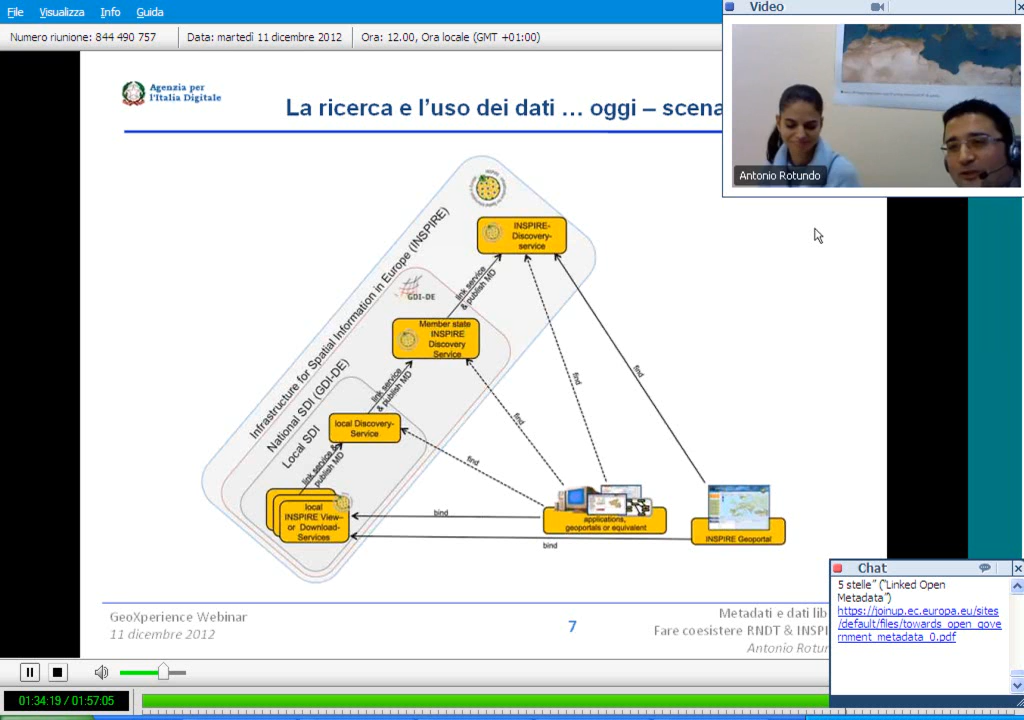 File Visualizza Info Guida
Numero riunione: 844 490 757
Data: martedì 11 dicembre 2012
Ora: 12.00, Ora locale (GMT +01:00)
Video
Antonio Rotundo
Agenzia per
l'Italia Digitale
La ricerca e l'uso dei dati … oggi – scena
Infrastructure for Spatial Information in Europe (INSPIRE)
National SDI (GDI-DE)
Local SDI
GDI-DE
INSPIRE-
Discovery-
service
link service
& publish MD
Member state
INSPIRE
Discovery
Service
link service
& publish MD
local Discovery-
Service
link service &
publish MD
local
INSPIRE View-
or Download-
Services
find
find
find
find
bind
bind
applications,
geoportals or equivalent
INSPIRE Geoportal
GeoXperience Webinar
11 dicembre 2012
7
Metadati e dati lib
Fare coesistere RNDT & INSPI
Antonio Rotun
Chat
5 stelle" ("Linked Open
Metadata")
https://joinup.ec.europa.eu/sites
/default/files/towards_open_gove
rnment_metadata_0.pdf
01:34:19 / 01:57:05